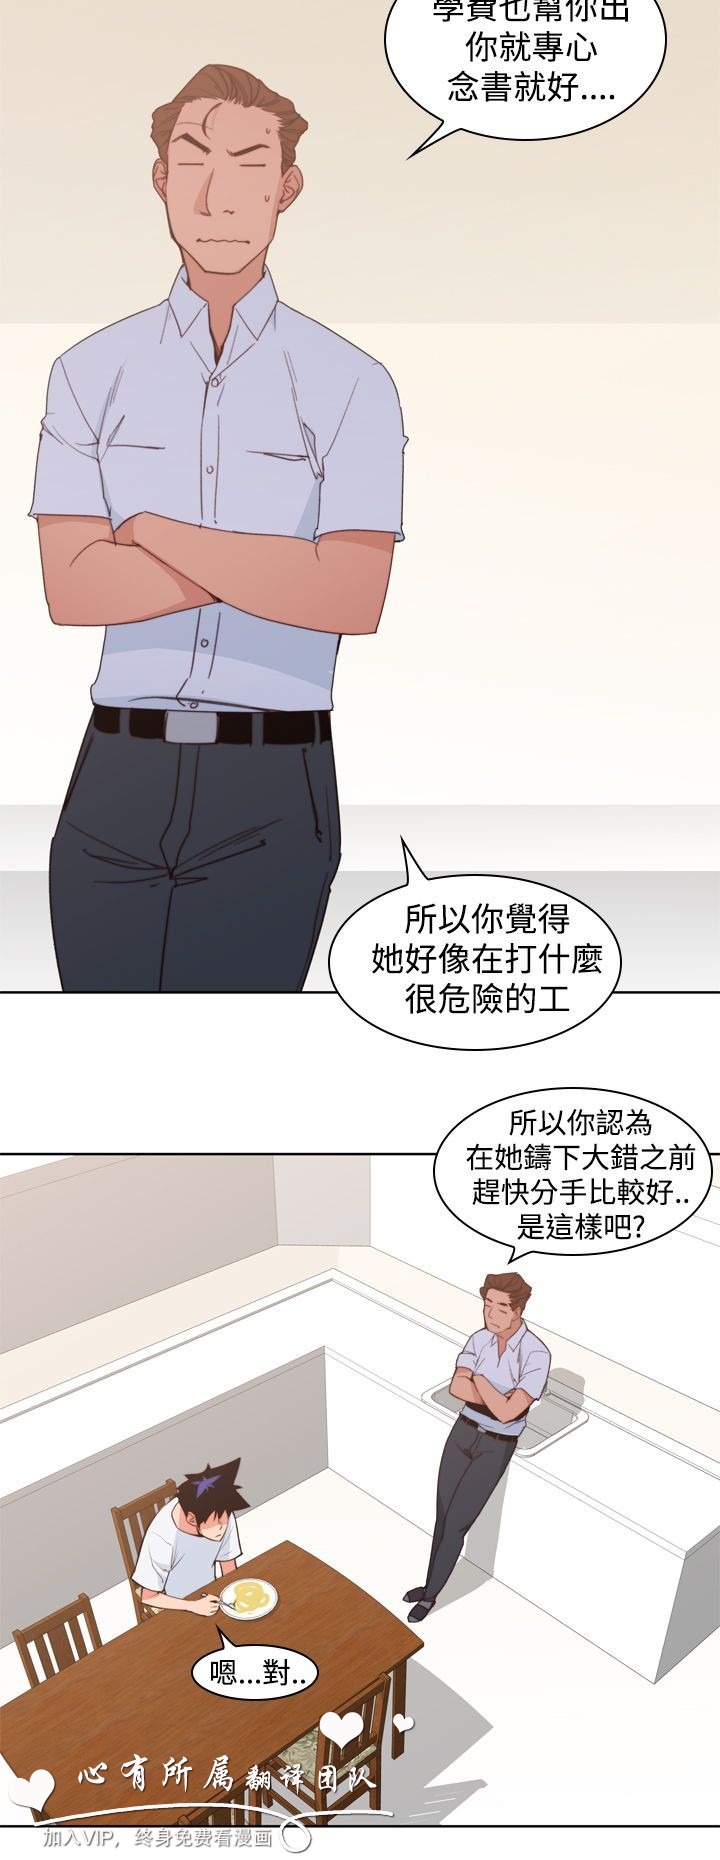 學費也幫你出
你就專心
念書就好....
所以你覺得
她好像在打什麼
很危險的工
所以你認為
在她鑄下大錯之前
趕快分手比較好..
是這樣吧?
嗯...對..
心有所属翻译团队
加入VIP，终身免费看漫画